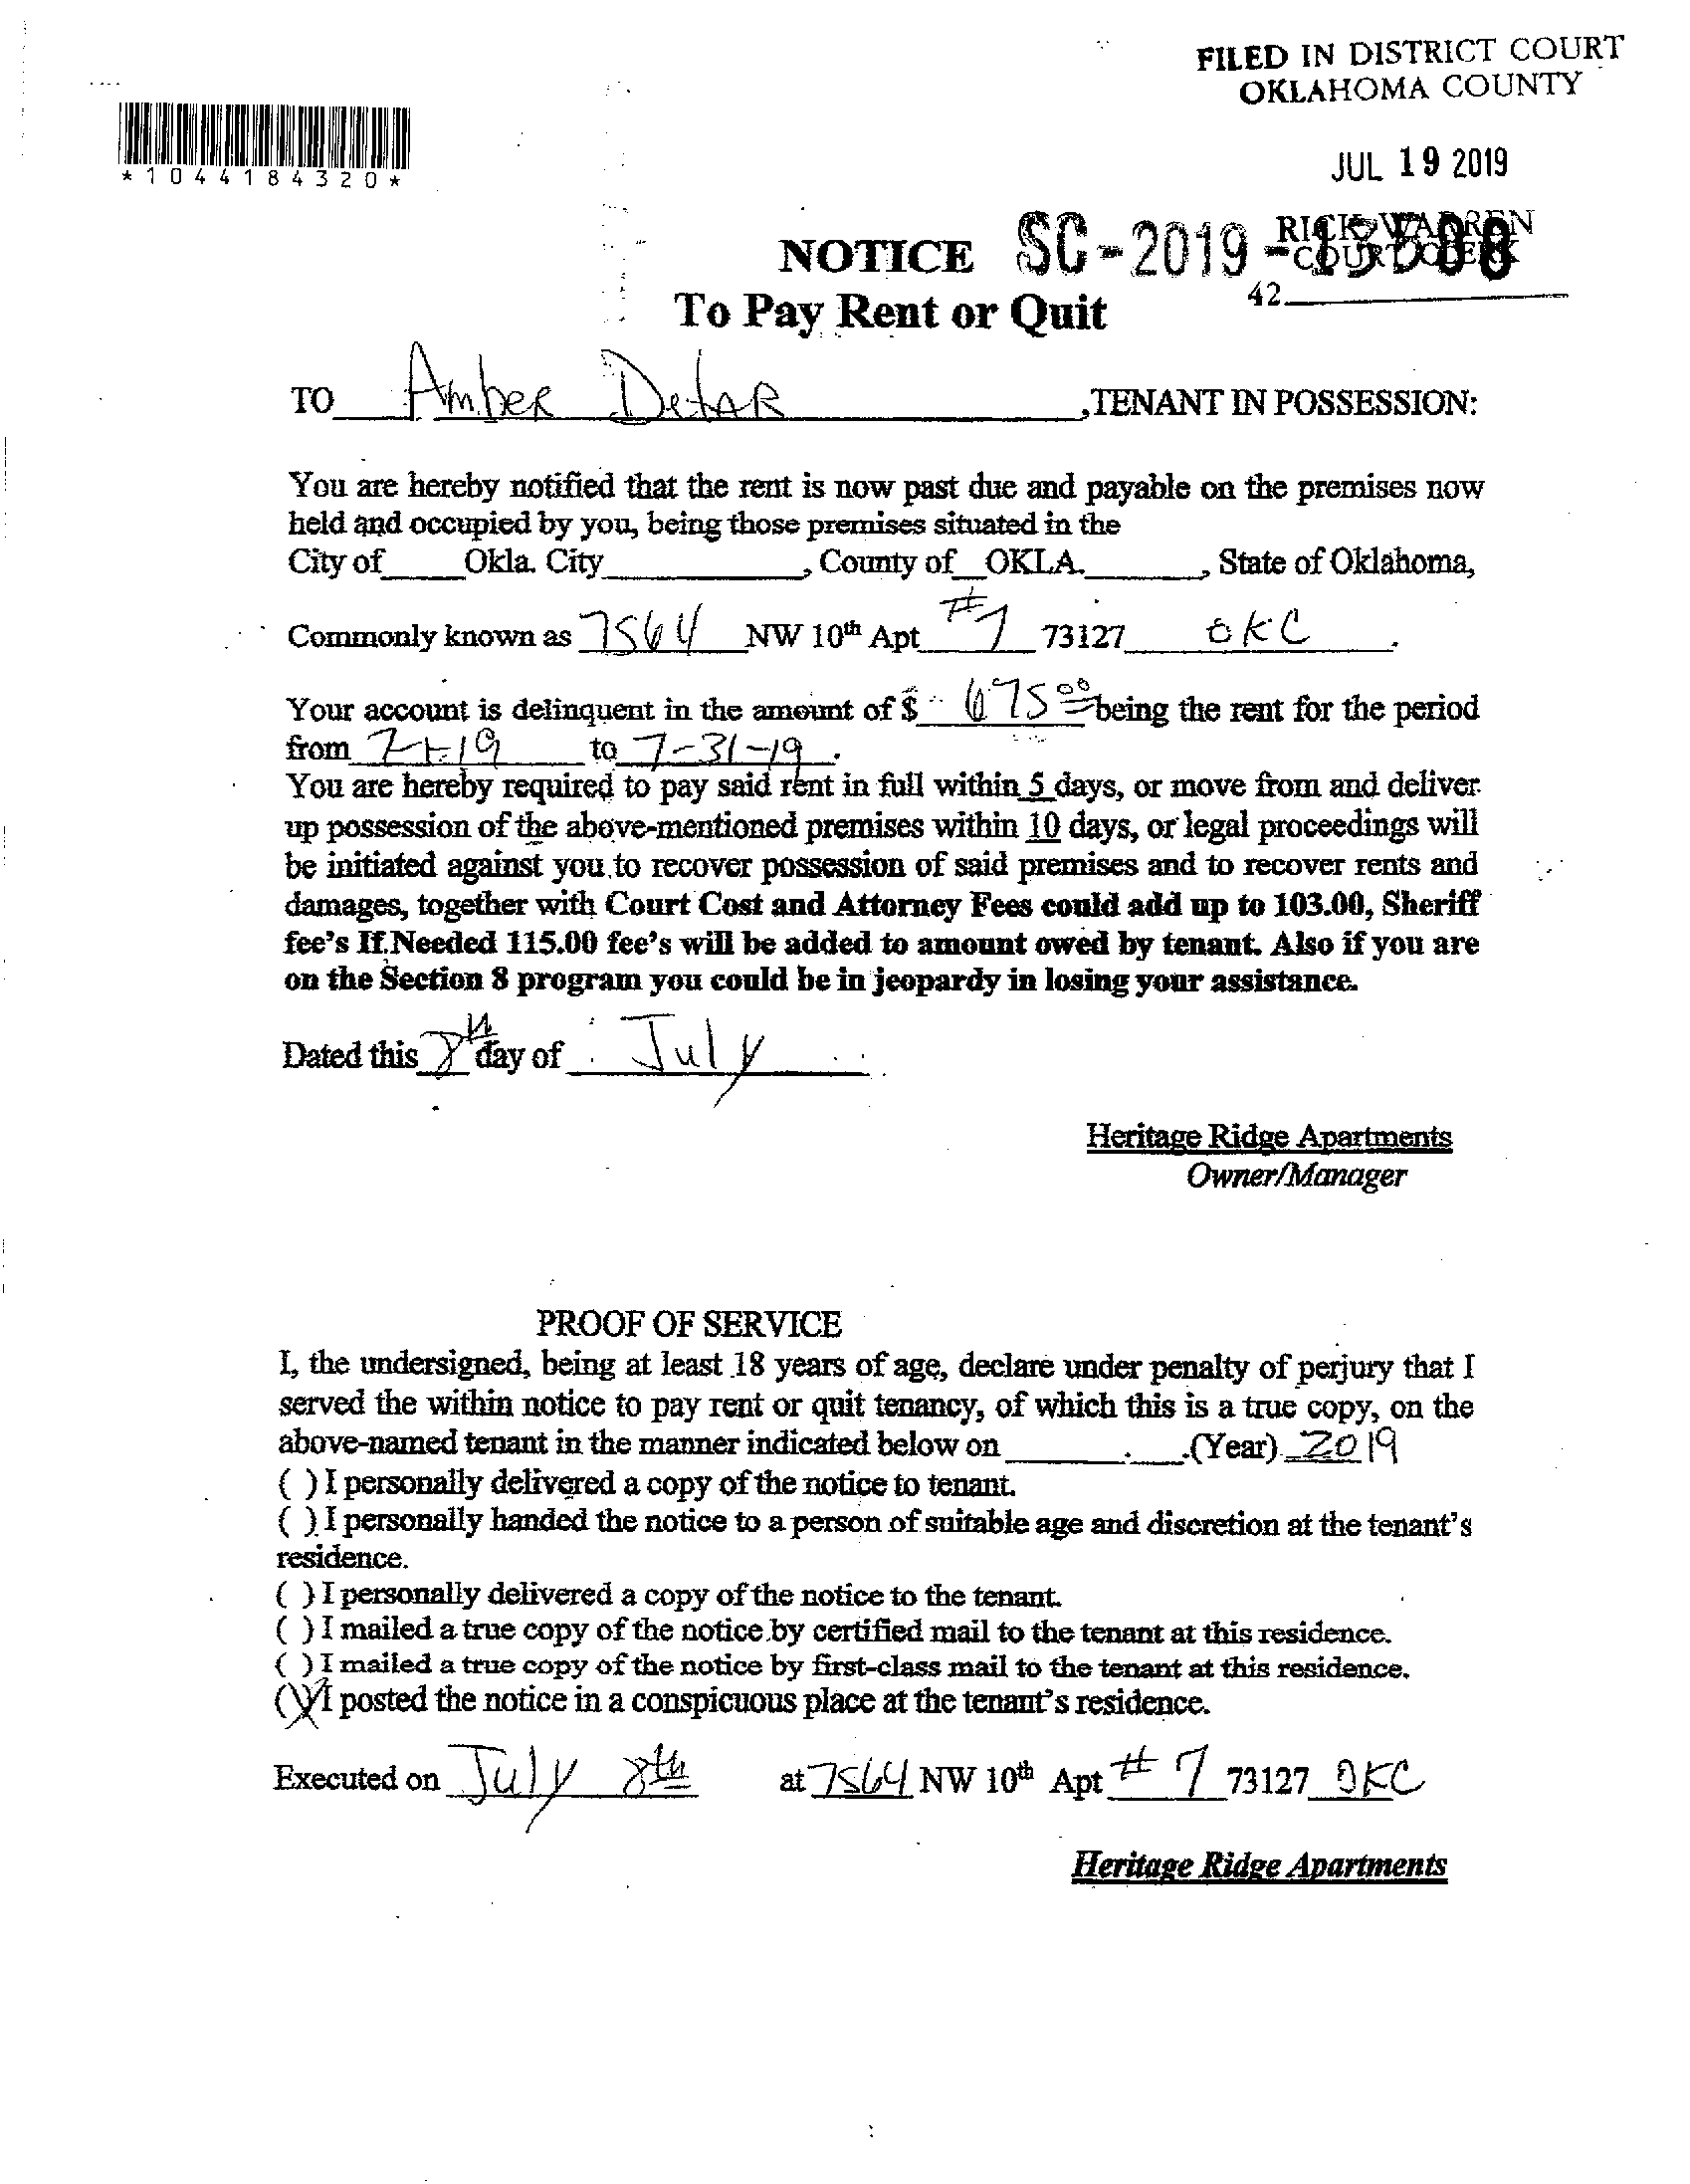 FILED IN DISTRICT COURT
OKLAHOMA COUNTY
*1044184320*
JUL 19 2019
RICK WARREN
COURT CLERK
SC-2019-
42
NOTICE
To Pay Rent or Quit
TO Amber Detar ,TENANT IN POSSESSION:
You are hereby notified that the rent is now past due and payable on the premises now
held and occupied by you, being those premises situated in the
City of Okla. City , County of OKLA. , State of Oklahoma,
Commonly known as 7564 NW 10th Apt #7 73127 OKC .
Your account is delinquent in the amount of $ 675 00 being the rent for the period
from 7-1-19 to 7-31-19 .
You are hereby required to pay said rent in full within 5 days, or move from and deliver
up possession of the above-mentioned premises within 10 days, or legal proceedings will
be initiated against you to recover possession of said premises and to recover rents and
damages, together with Court Cost and Attorney Fees could add up to 103.00, Sheriff
fee's If Needed 115.00 fee's will be added to amount owed by tenant. Also if you are
on the Section 8 program you could be in jeopardy in losing your assistance.
Dated this 8th day of July
Heritage Ridge Apartments
Owner/Manager
PROOF OF SERVICE
I, the undersigned, being at least 18 years of age, declare under penalty of perjury that I
served the within notice to pay rent or quit tenancy, of which this is a true copy, on the
above-named tenant in the manner indicated below on ______ . ___.(Year) 2019
( ) I personally delivered a copy of the notice to tenant.
( ) I personally handed the notice to a person of suitable age and discretion at the tenant's
residence.
( ) I personally delivered a copy of the notice to the tenant.
( ) I mailed a true copy of the notice by certified mail to the tenant at this residence.
( ) I mailed a true copy of the notice by first-class mail to the tenant at this residence.
(X) I posted the notice in a conspicuous place at the tenant's residence.
Executed on July 8th at 7564 NW 10th Apt # 7 73127 OKC
Heritage Ridge Apartments